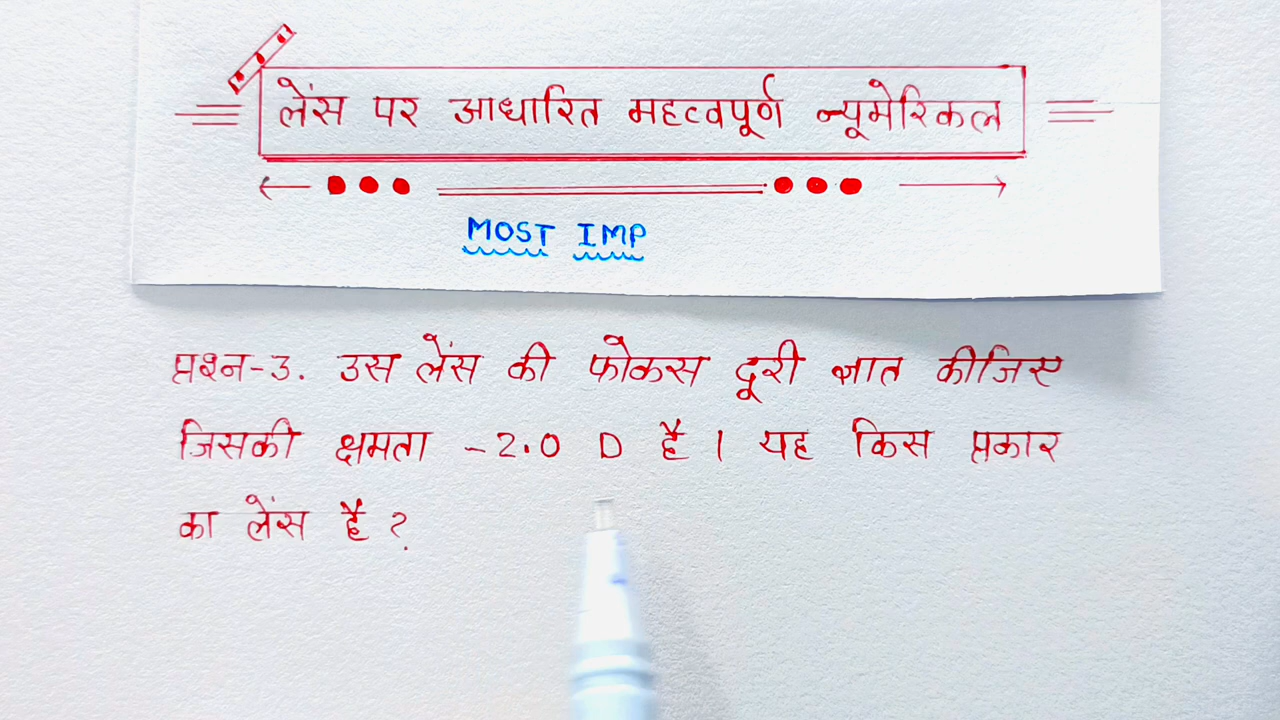 लेंस पर आधारित महत्वपूर्ण न्यूमेरिकल
MOST IMP
प्रश्न-3. उस लेंस की फोकस दूरी ज्ञात कीजिए
जिसकी क्षमता -2.0 D है । यह किस प्रकार
का लेंस है ?